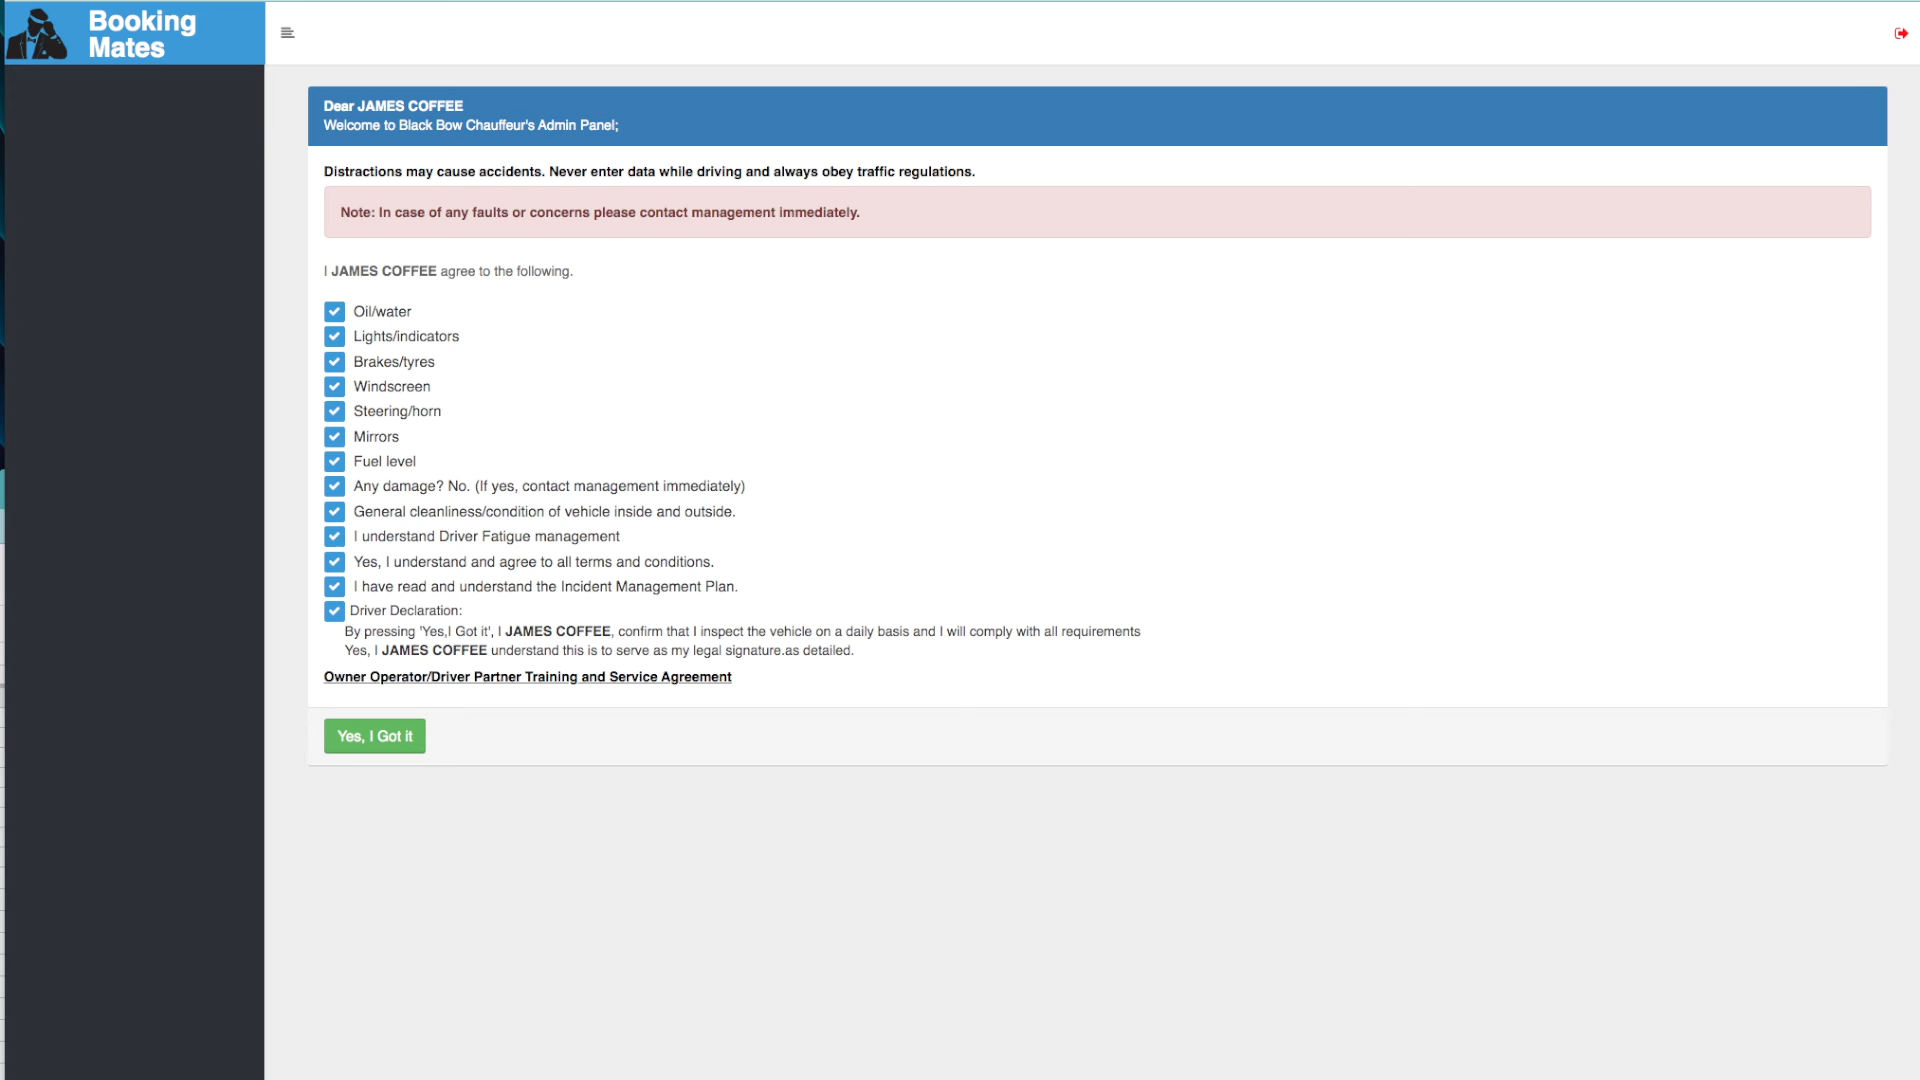 Booking
Mates
Dear JAMES COFFEE
Welcome to Black Bow Chauffeur's Admin Panel;
Distractions may cause accidents. Never enter data while driving and always obey traffic regulations.
Note: In case of any faults or concerns please contact management immediately.
I JAMES COFFEE agree to the following.
Oil/water
Lights/indicators
Brakes/tyres
Windscreen
Steering/horn
Mirrors
Fuel level
Any damage? No. (If yes, contact management immediately)
General cleanliness/condition of vehicle inside and outside.
I understand Driver Fatigue management
Yes, I understand and agree to all terms and conditions.
I have read and understand the Incident Management Plan.
Driver Declaration:
By pressing 'Yes,I Got it', I JAMES COFFEE, confirm that I inspect the vehicle on a daily basis and I will comply with all requirements
Yes, I JAMES COFFEE understand this is to serve as my legal signature.as detailed.
Owner Operator/Driver Partner Training and Service Agreement
Yes, I Got it